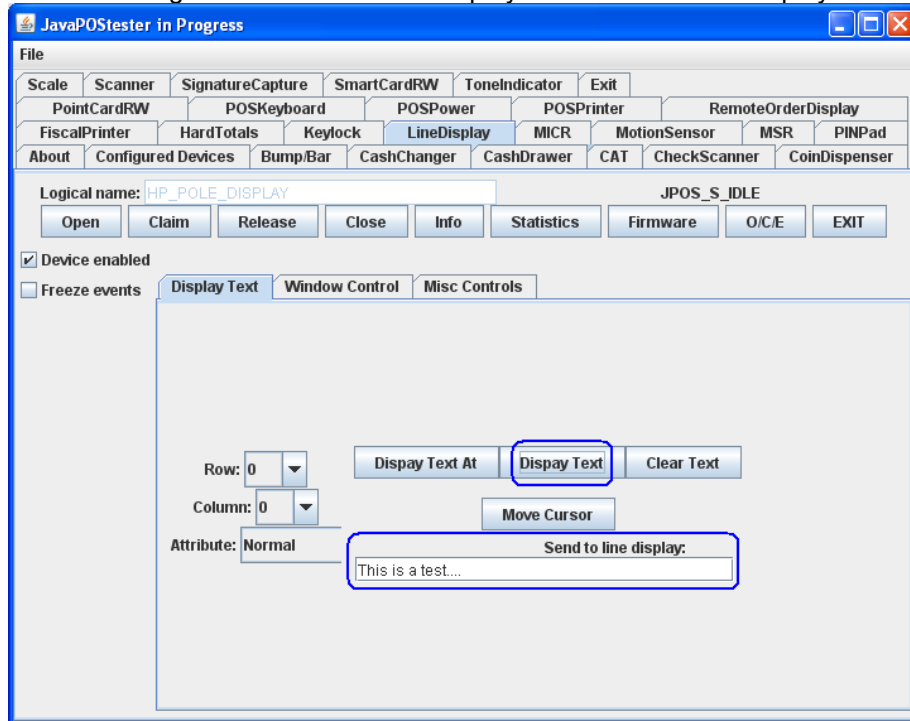 JavaPOStester in Progress
File
Scale Scanner SignatureCapture SmartCardRW ToneIndicator Exit
PointCardRW POSKeyboard POSPower POSPrinter RemoteOrderDisplay
FiscalPrinter HardTotals Keylock LineDisplay MICR MotionSensor MSR PINPad
About Configured Devices Bump/Bar CashChanger CashDrawer CAT CheckScanner CoinDispenser
Logical name: HP_POLE_DISPLAY JPOS_S_IDLE
Open Claim Release Close Info Statistics Firmware O/C/E EXIT
Device enabled
Freeze events Display Text Window Control Misc Controls
Row: 0 Dispay Text At Dispay Text Clear Text
Column: 0 Move Cursor
Attribute: Normal Send to line display:
This is a test....